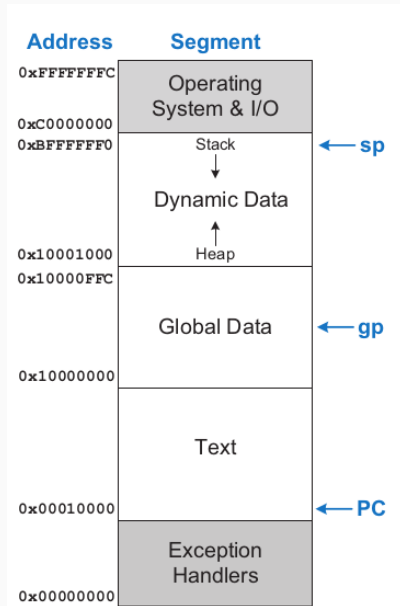 Address Segment
0xFFFFFFFC
Operating
System & I/O
0xC0000000
0xBFFFFFF0 Stack sp
Dynamic Data
0x10001000 Heap
0x10000FFC
Global Data gp
0x10000000
Text
0x00010000 PC
Exception
Handlers
0x00000000